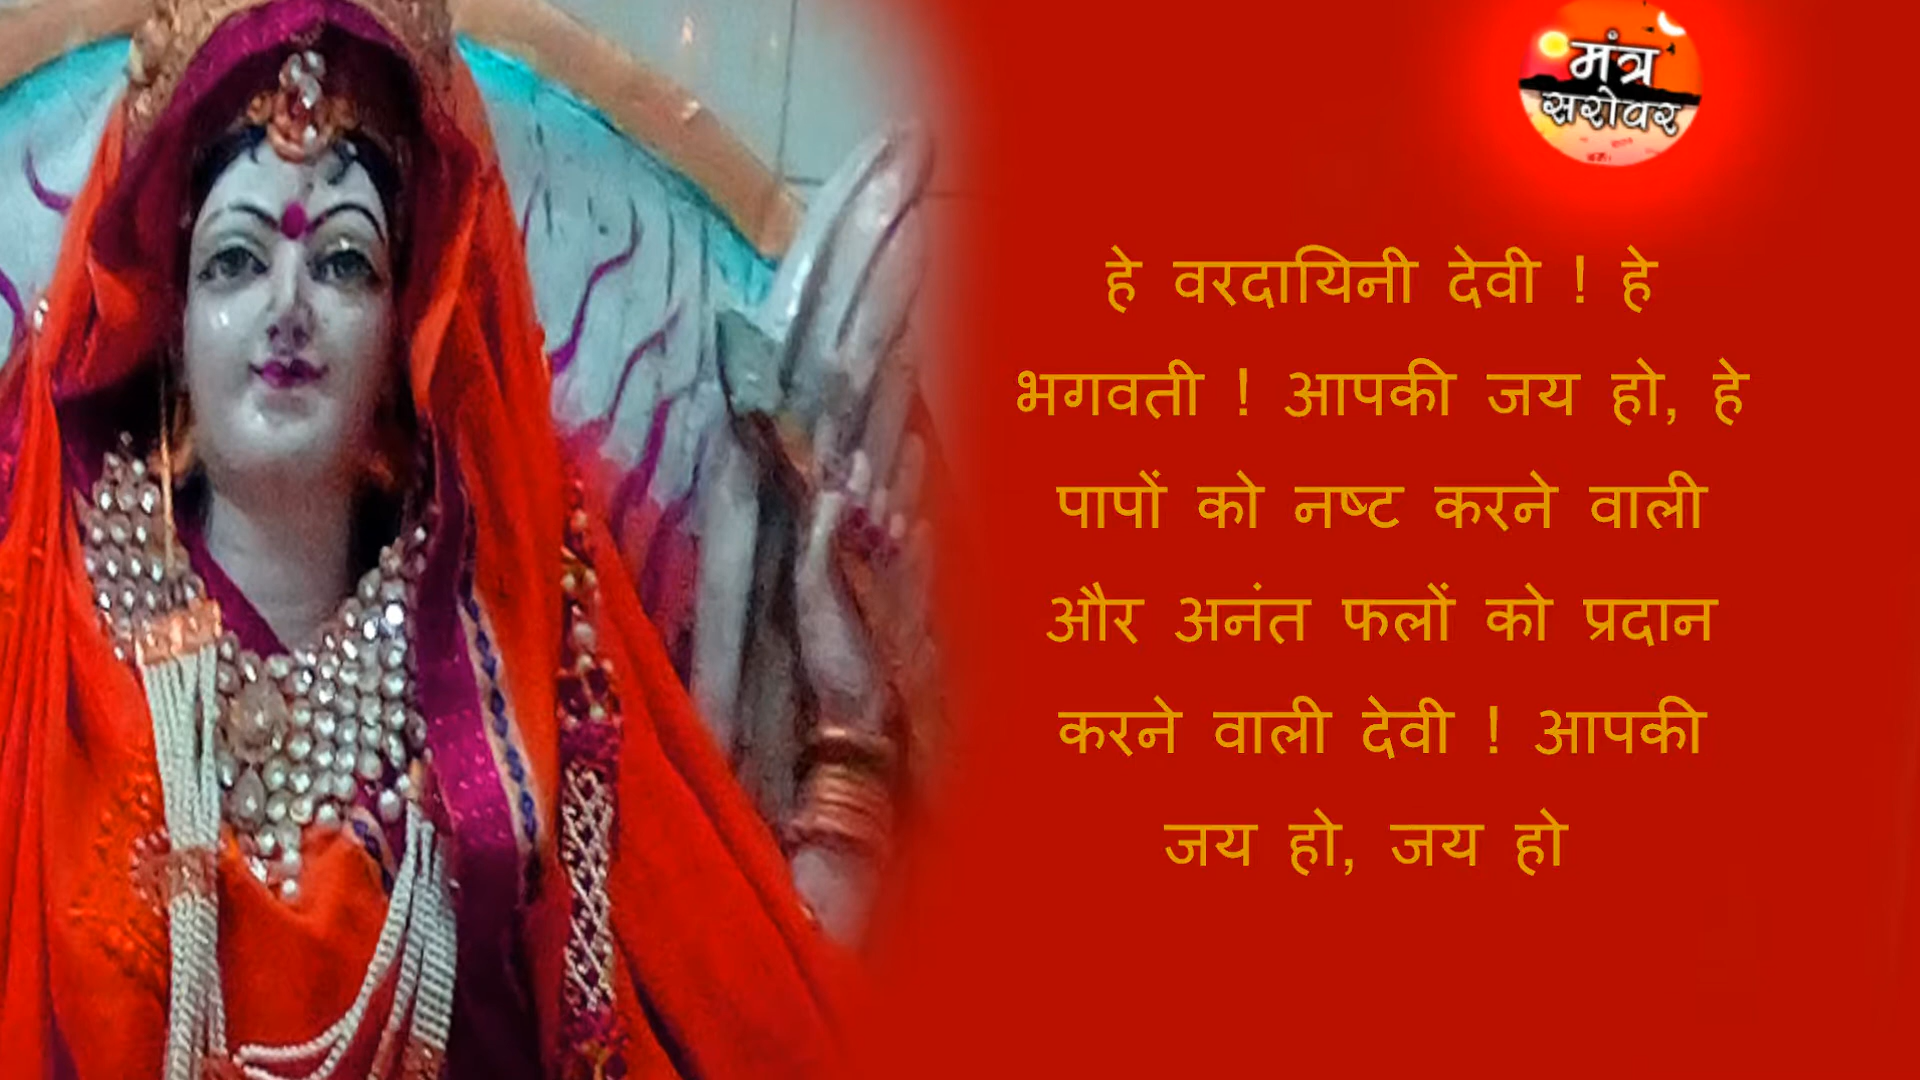 मंत्र
सरोवर
हे वरदायिनी देवी ! हे
भगवती ! आपकी जय हो, हे
पापों को नष्ट करने वाली
और अनंत फलों को प्रदान
करने वाली देवी ! आपकी
जय हो, जय हो